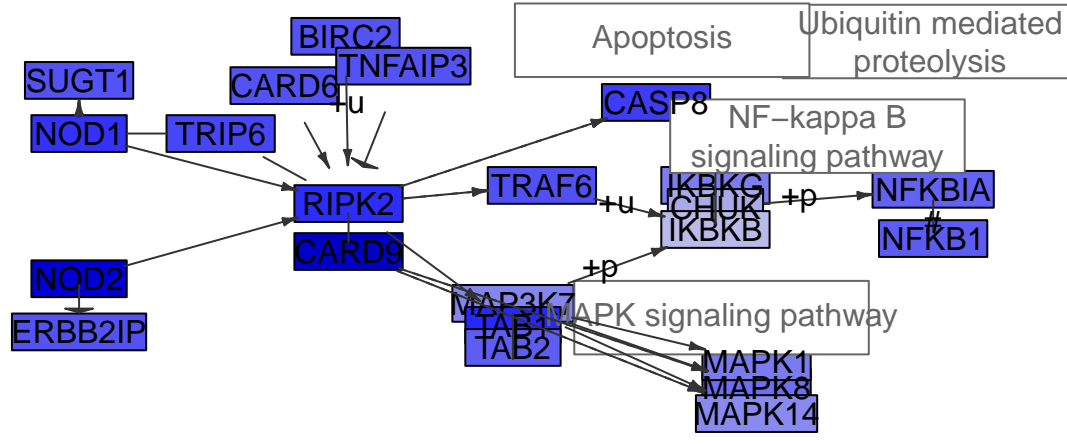 BIRC2
Apoptosis
Ubiquitin mediated
proteolysis
TNFAIP3
SUGT1
CARD6
+u
CASP8
NOD1
TRIP6
NF−kappa B
signaling pathway
RIPK2
TRAF6
IKBKG
CHUK
IKBKB
+u
+p
NFKBIA
#
NFKB1
CARD9
NOD2
+p
MAP3K7
TAB1
TAB2
MAPK signaling pathway
ERBB2IP
MAPK1
MAPK8
MAPK14